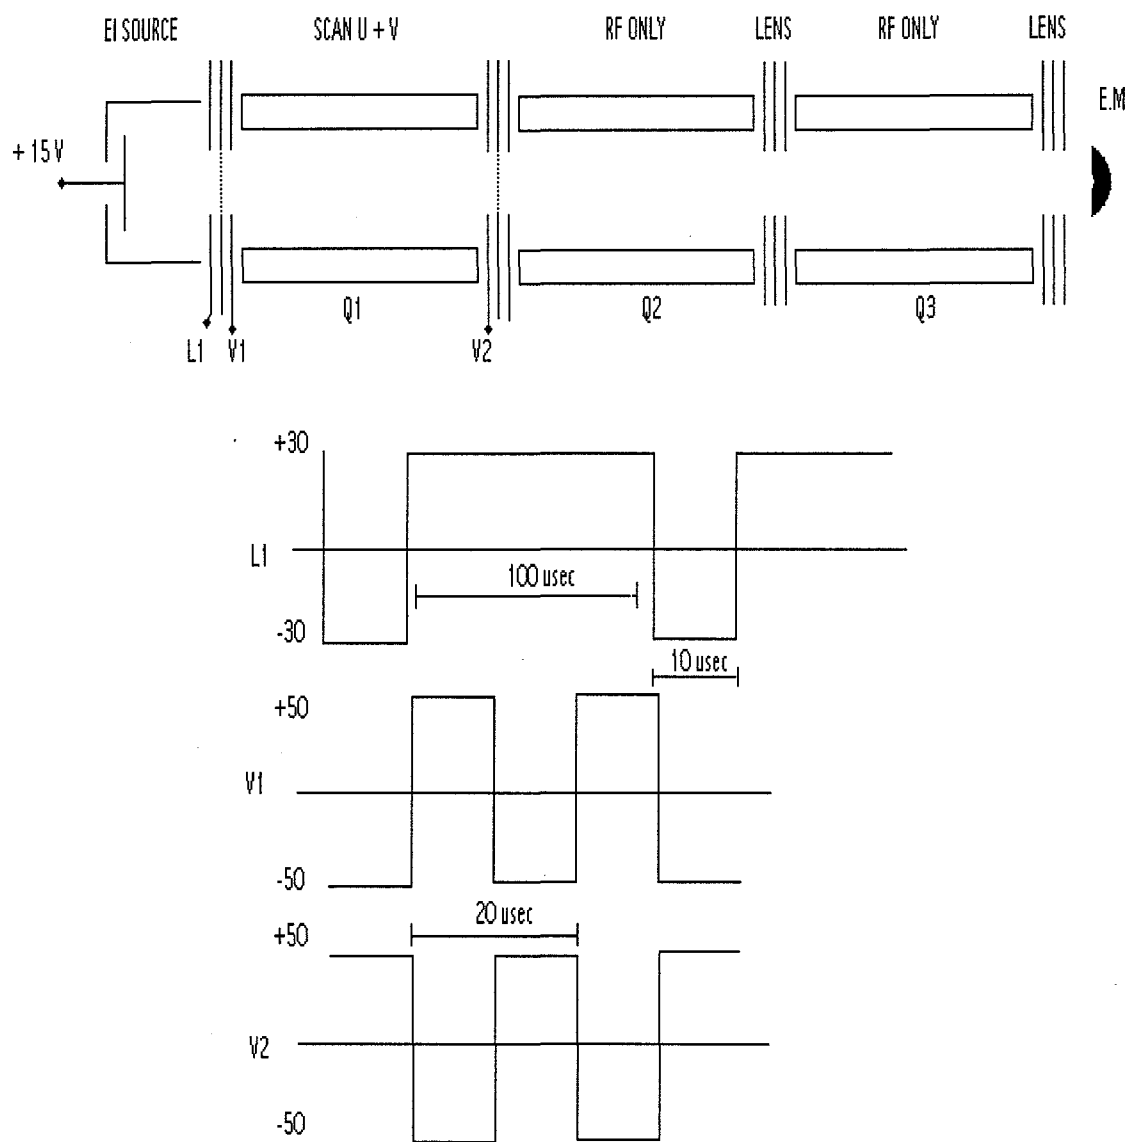 EI SOURCE SCAN U + V RF ONLY LENS RF ONLY LENS
E.M
+ 15 V
Q1 Q2 Q3
L1 V1 V2
+30
L1
100 usec
-30
10 usec
+50
V1
-50
20 usec
+50
V2
-50